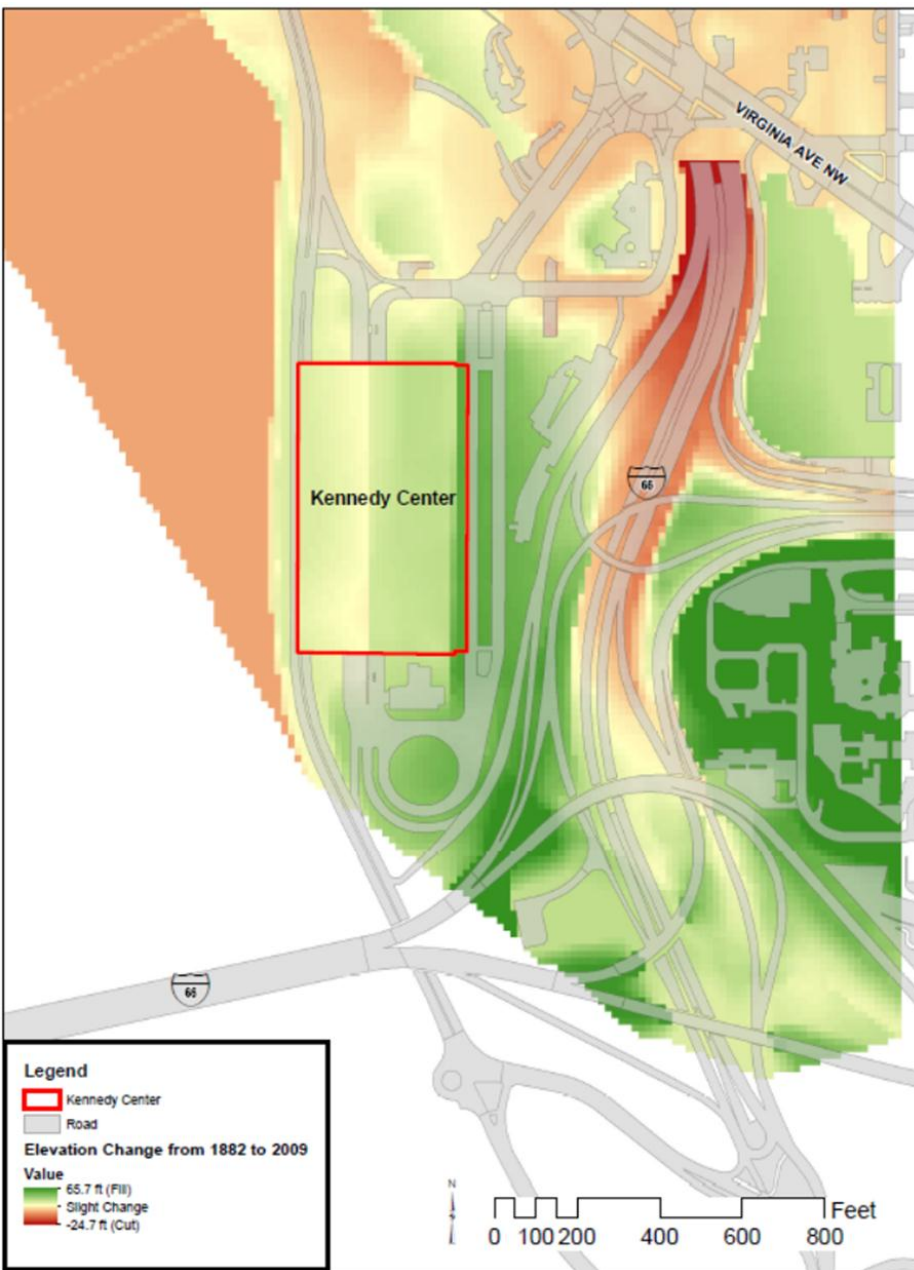 VIRGINIA AVE NW
66
Kennedy Center
66
Legend
Kennedy Center
Road
Elevation Change from 1882 to 2009
Value
65.7 ft (Fill)
Slight Change
-24.7 ft (Cut)
N
Feet
0 100 200 400 600 800